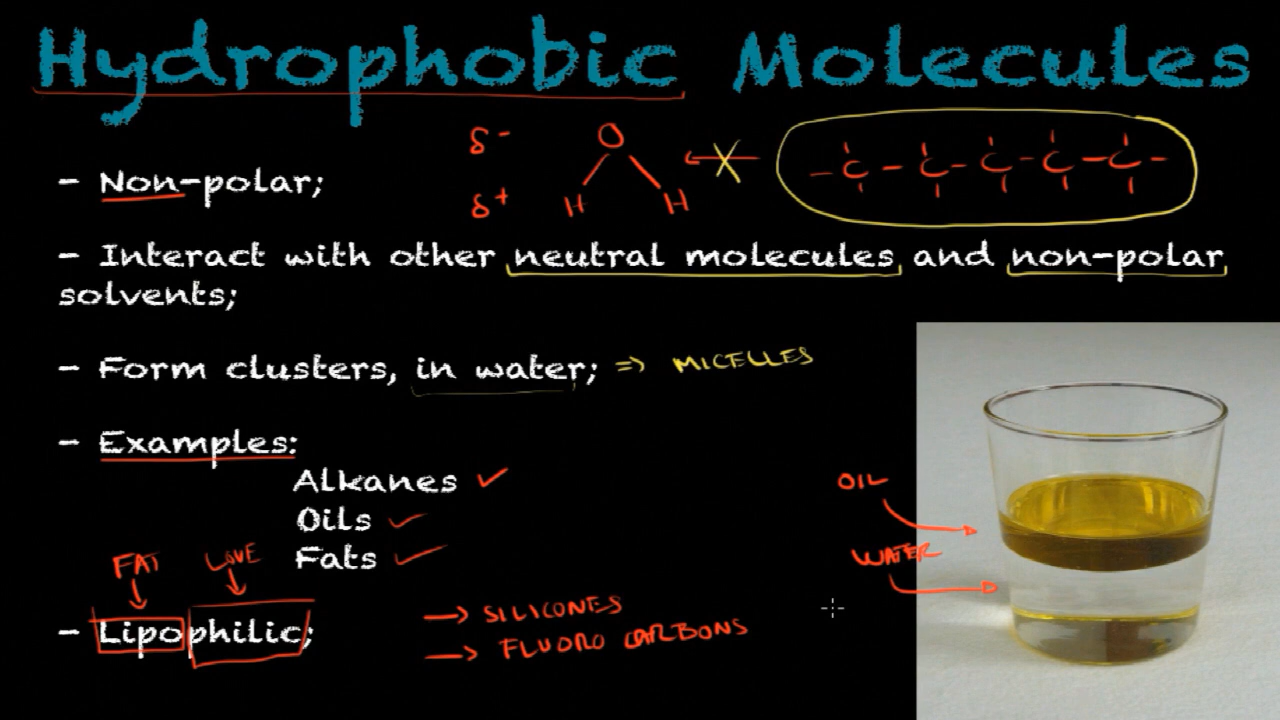 Hydrophobic Molecules
δ- O
- Non-polar; - C - C - C - C - C -
δ+ H H
- Interact with other neutral molecules and non-polar
solvents;
- Form clusters, in water; => MICELLES
- Examples:
Alkanes ✓
OIL
Oils ✓
Fats ✓
WATER
FAT LOVE
- Lipophilic;
→ SILICONES
→ FLUORO CARBONS